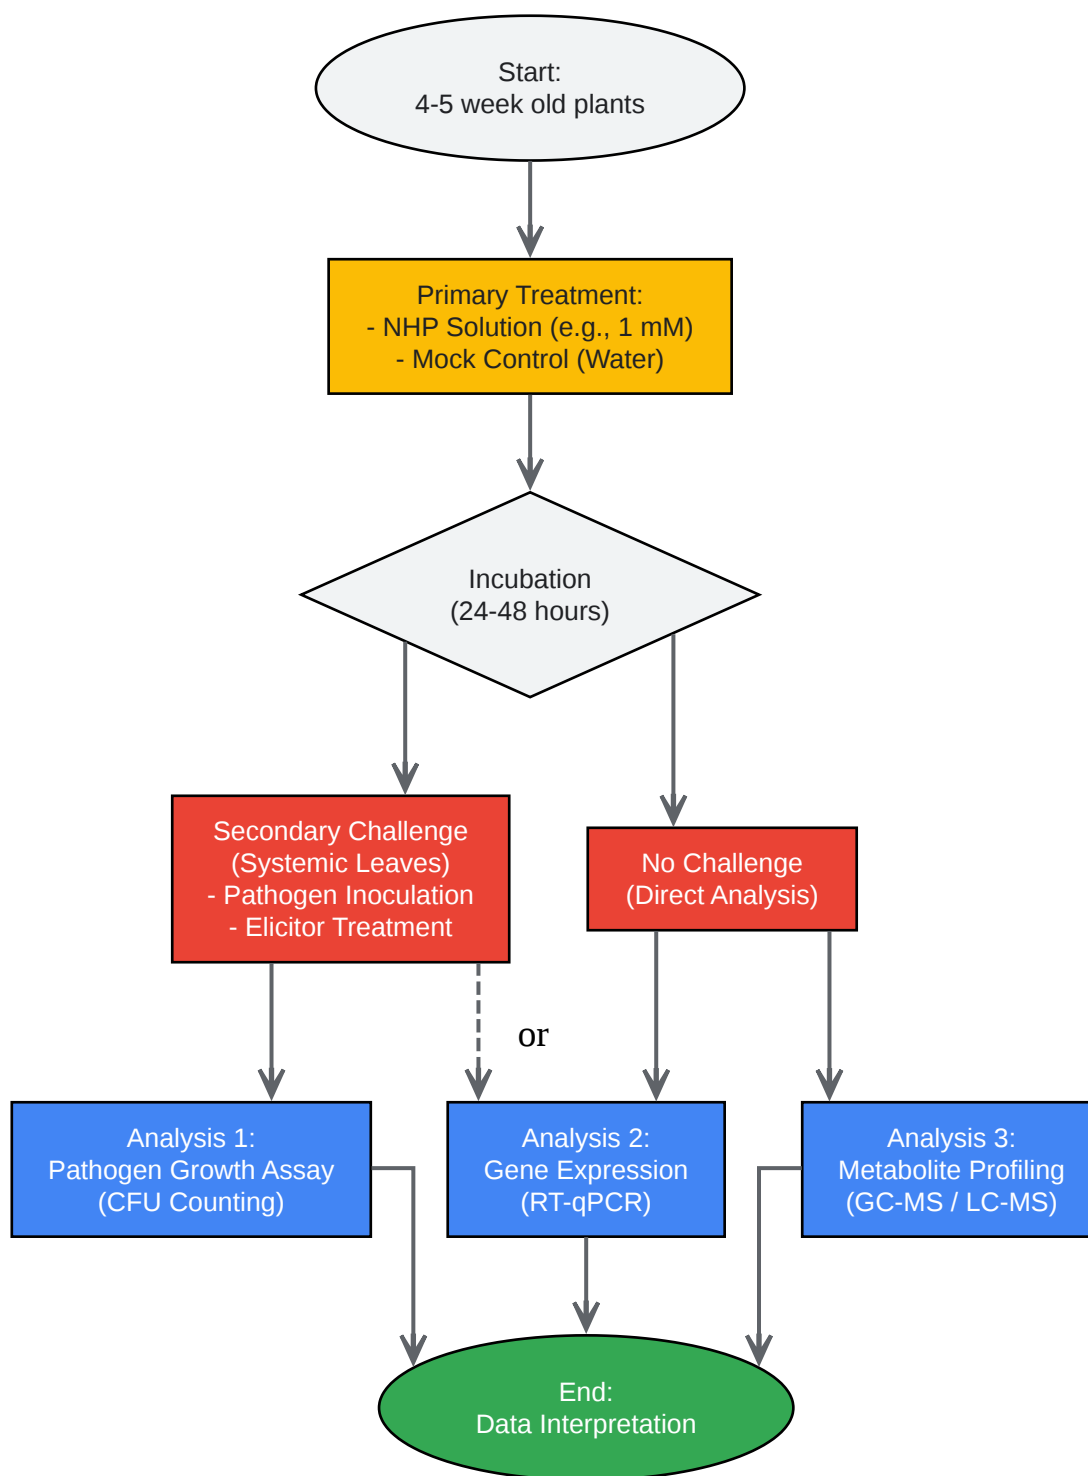 Start:
4-5 week old plants
Primary Treatment:
- NHP Solution (e.g., 1 mM)
- Mock Control (Water)
Incubation
(24-48 hours)
Secondary Challenge
(Systemic Leaves)
- Pathogen Inoculation
- Elicitor Treatment
No Challenge
(Direct Analysis)
or
Analysis 1:
Pathogen Growth Assay
(CFU Counting)
Analysis 2:
Gene Expression
(RT-qPCR)
Analysis 3:
Metabolite Profiling
(GC-MS / LC-MS)
End:
Data Interpretation